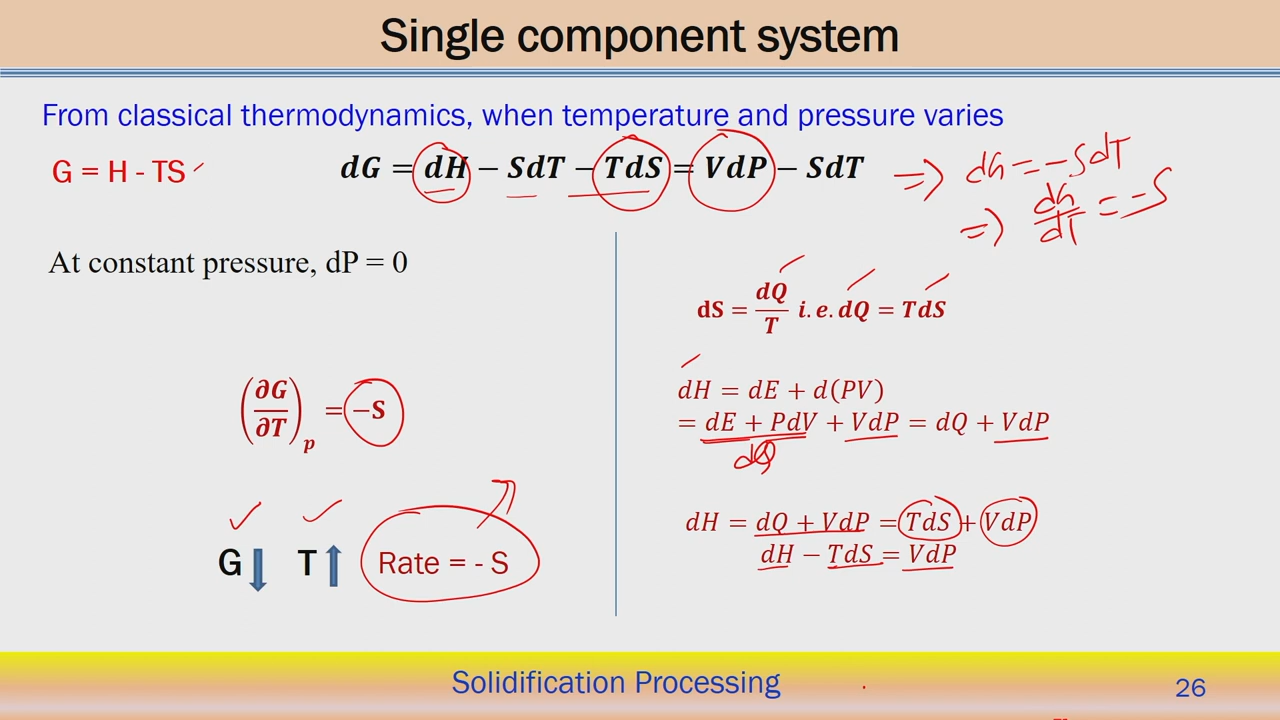 Single component system
From classical thermodynamics, when temperature and pressure varies
G = H - TS
dG = dH − SdT − TdS = VdP − SdT
=> dG = -SdT
=> dG/dT = -S
At constant pressure, dP = 0
(∂G/∂T)p = −S
G T Rate = - S
dS = dQ/T i.e. dQ = TdS
dH = dE + d(PV)
= dE + PdV + VdP = dQ + VdP
dQ
dH = dQ + VdP = TdS + VdP
dH − TdS = VdP
Solidification Processing
26